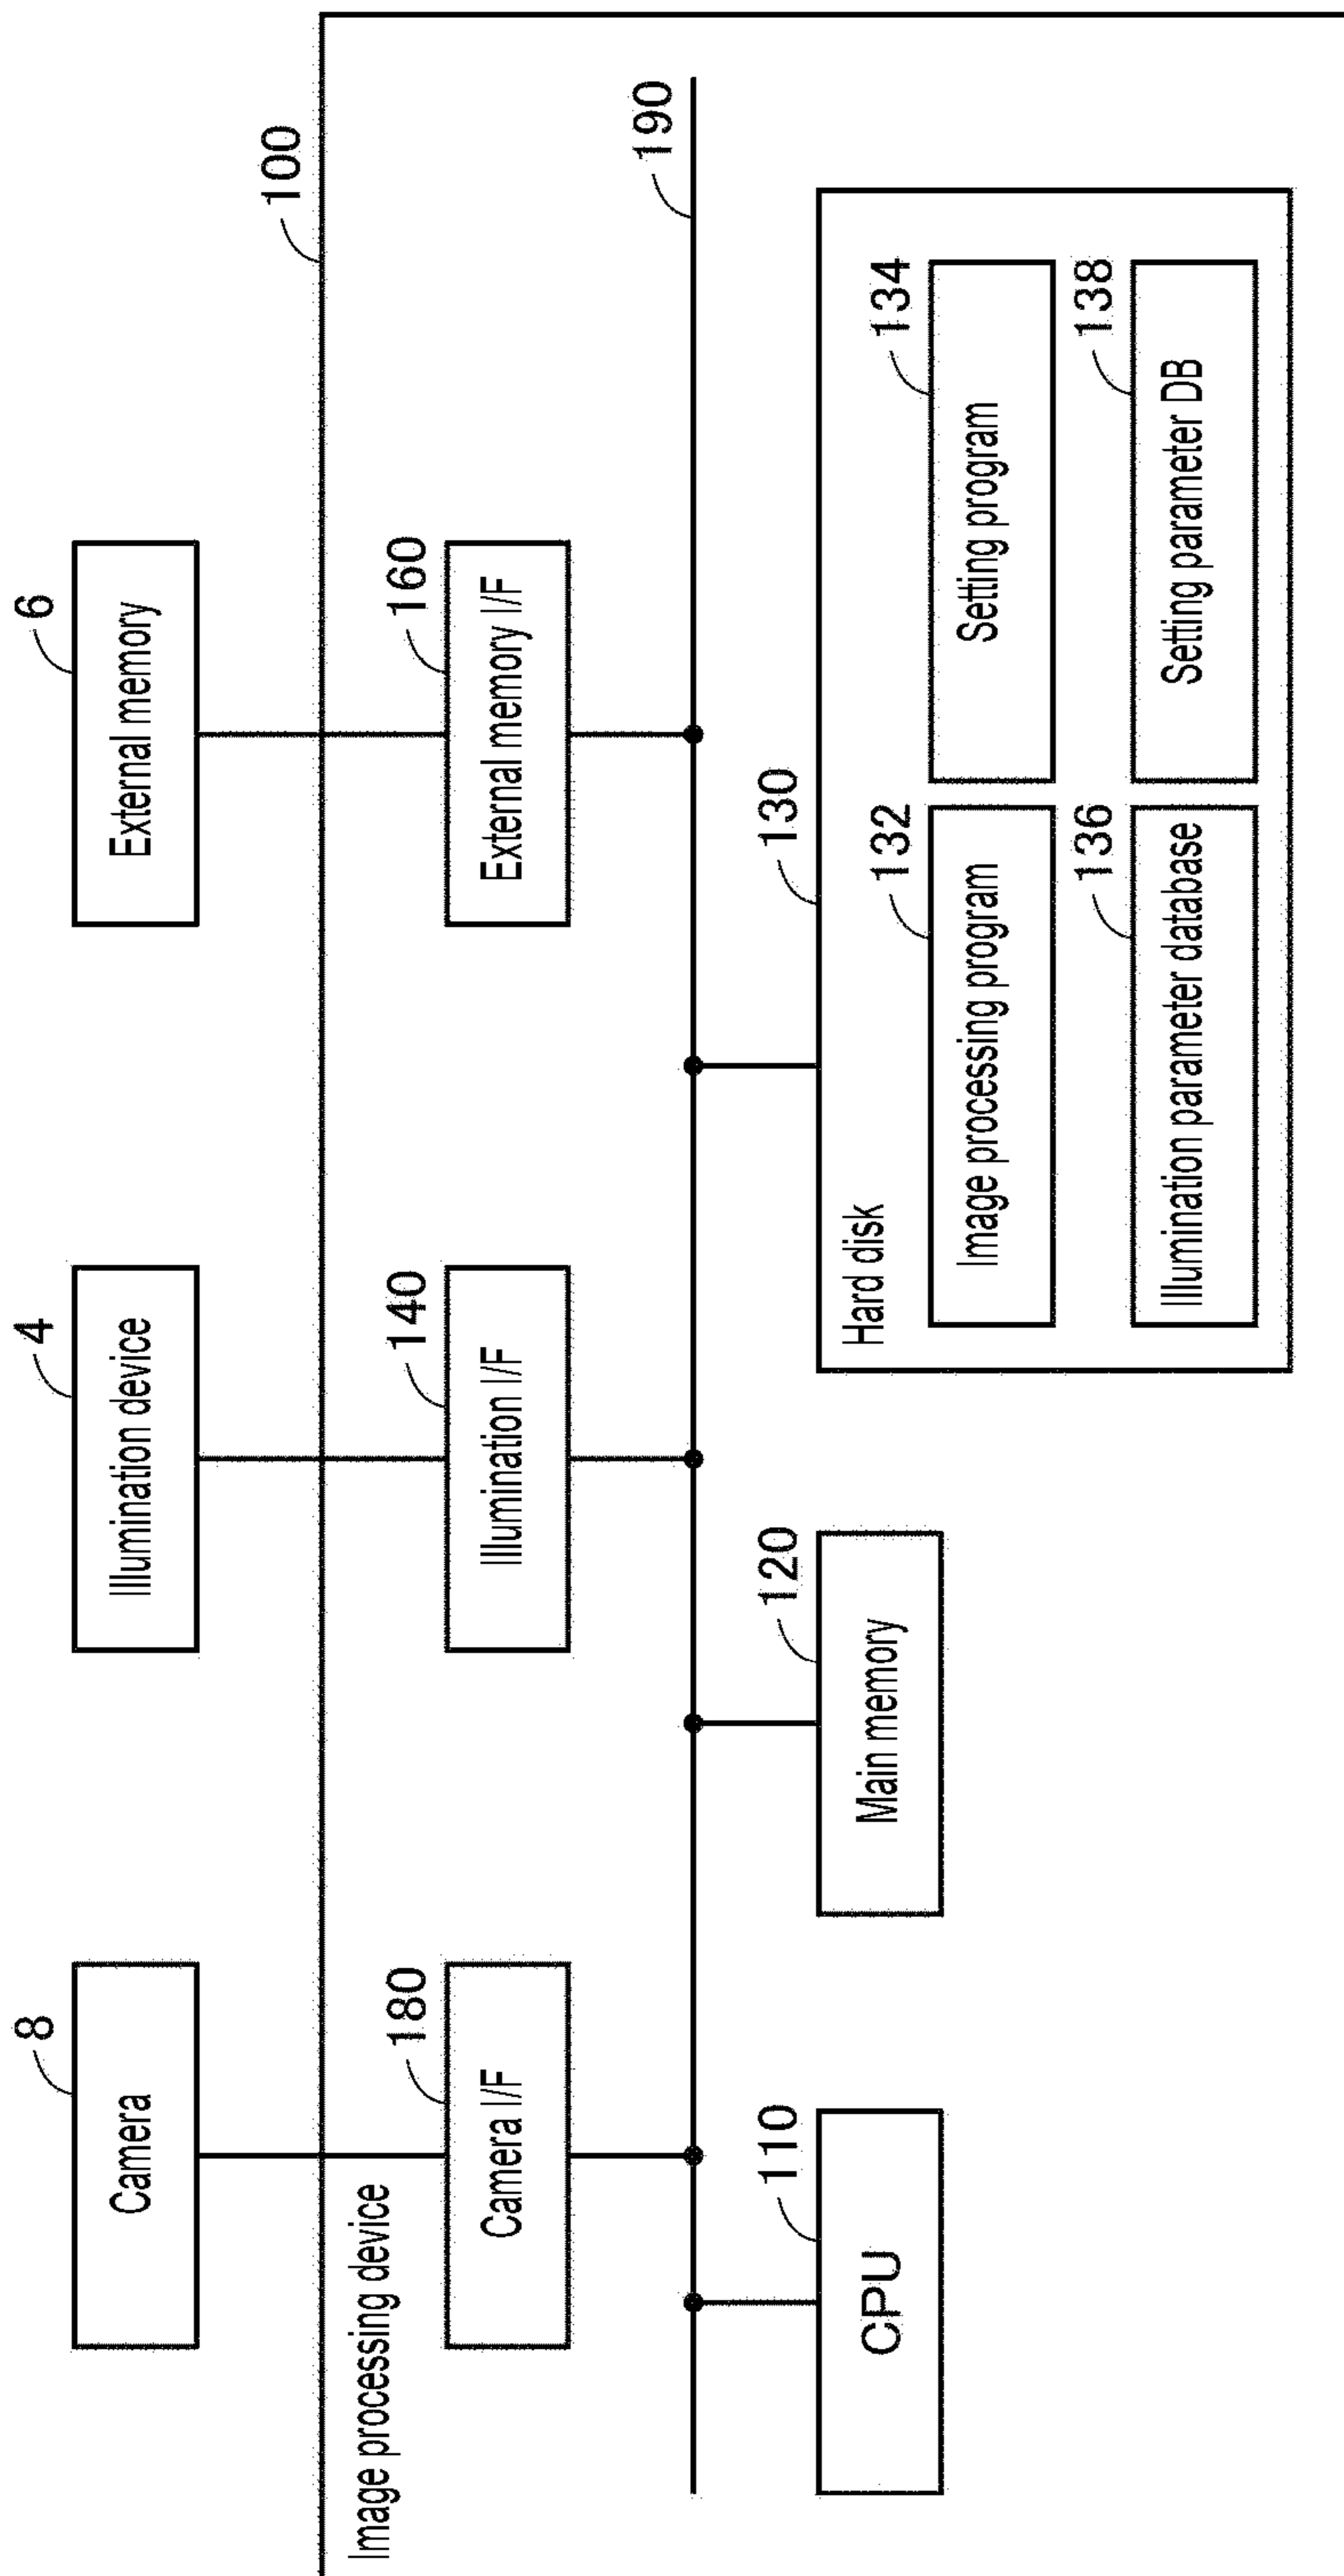 8
Camera
4
Illumination device
6
External memory
100
Image processing device
180
Camera I/F
140
Illumination I/F
160
External memory I/F
190
110
CPU
120
Main memory
130
Hard disk
132
Image processing program
134
Setting program
136
Illumination parameter database
138
Setting parameter DB